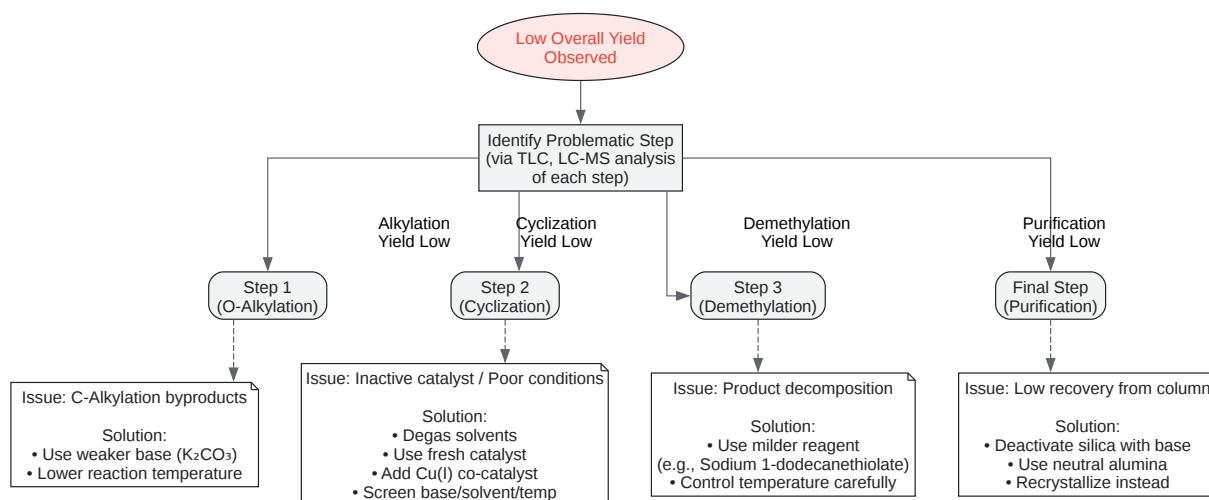 Low Overall Yield
Observed
Identify Problematic Step
(via TLC, LC-MS analysis
of each step)
Alkylation
Yield Low
Cyclization
Yield Low
Demethylation
Yield Low
Purification
Yield Low
Step 1
(O-Alkylation)
Step 2
(Cyclization)
Step 3
(Demethylation)
Final Step
(Purification)
Issue: C-Alkylation byproducts
Solution:
• Use weaker base (K₂CO₃)
• Lower reaction temperature
Issue: Inactive catalyst / Poor conditions
Solution:
• Degas solvents
• Use fresh catalyst
• Add Cu(I) co-catalyst
• Screen base/solvent/temp
Issue: Product decomposition
Solution:
• Use milder reagent
(e.g., Sodium 1-dodecanethiolate)
• Control temperature carefully
Issue: Low recovery from column
Solution:
• Deactivate silica with base
• Use neutral alumina
• Recrystallize instead